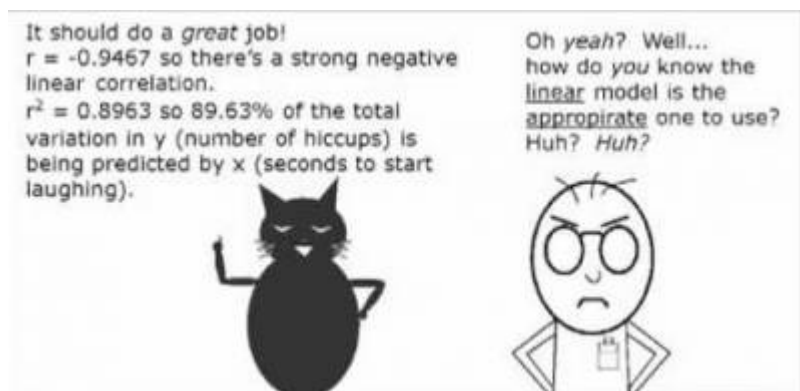 It should do a great job!
r = -0.9467 so there's a strong negative
linear correlation.
r² = 0.8963 so 89.63% of the total
variation in y (number of hiccups) is
being predicted by x (seconds to start
laughing).
Oh yeah? Well...
how do you know the
linear model is the
appropirate one to use?
Huh? Huh?